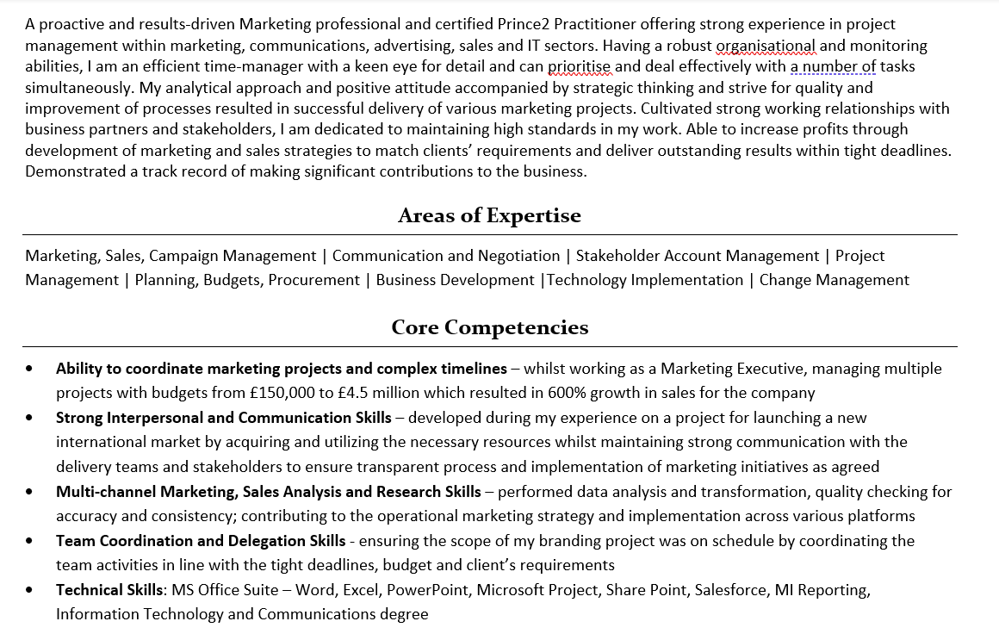 A proactive and results-driven Marketing professional and certified Prince2 Practitioner offering strong experience in project
management within marketing, communications, advertising, sales and IT sectors. Having a robust organisational and monitoring
abilities, I am an efficient time-manager with a keen eye for detail and can prioritise and deal effectively with a number of tasks
simultaneously. My analytical approach and positive attitude accompanied by strategic thinking and strive for quality and
improvement of processes resulted in successful delivery of various marketing projects. Cultivated strong working relationships with
business partners and stakeholders, I am dedicated to maintaining high standards in my work. Able to increase profits through
development of marketing and sales strategies to match clients’ requirements and deliver outstanding results within tight deadlines.
Demonstrated a track record of making significant contributions to the business.
Areas of Expertise
Marketing, Sales, Campaign Management | Communication and Negotiation | Stakeholder Account Management | Project
Management | Planning, Budgets, Procurement | Business Development |Technology Implementation | Change Management
Core Competencies
• Ability to coordinate marketing projects and complex timelines – whilst working as a Marketing Executive, managing multiple
projects with budgets from £150,000 to £4.5 million which resulted in 600% growth in sales for the company
• Strong Interpersonal and Communication Skills – developed during my experience on a project for launching a new
international market by acquiring and utilizing the necessary resources whilst maintaining strong communication with the
delivery teams and stakeholders to ensure transparent process and implementation of marketing initiatives as agreed
• Multi-channel Marketing, Sales Analysis and Research Skills – performed data analysis and transformation, quality checking for
accuracy and consistency; contributing to the operational marketing strategy and implementation across various platforms
• Team Coordination and Delegation Skills - ensuring the scope of my branding project was on schedule by coordinating the
team activities in line with the tight deadlines, budget and client’s requirements
• Technical Skills: MS Office Suite – Word, Excel, PowerPoint, Microsoft Project, Share Point, Salesforce, MI Reporting,
Information Technology and Communications degree